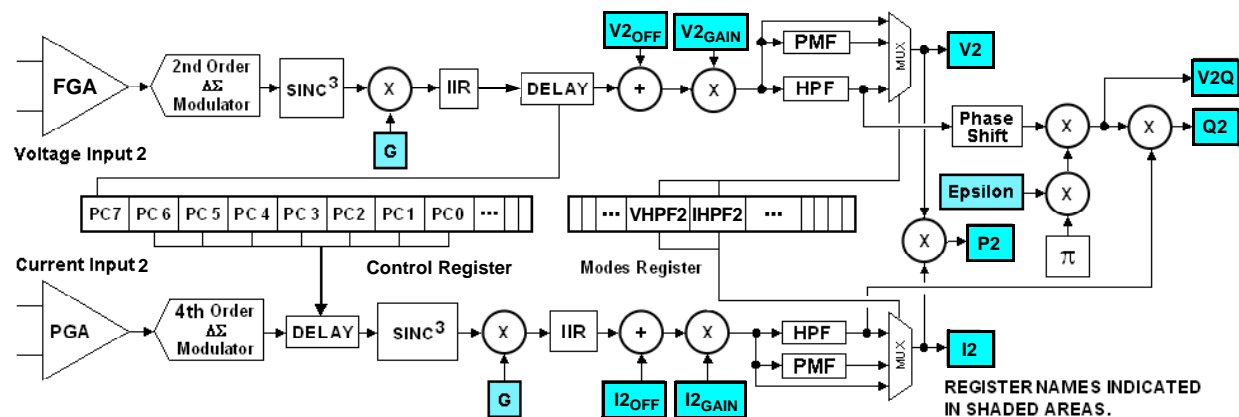 V2OFF
V2GAIN
FGA
2nd Order
ΔΣ
Modulator
SINC3
X
IIR
DELAY
+
X
PMF
HPF
MUX
V2
V2Q
Phase
Shift
X
X
Q2
G
Voltage Input 2
Epsilon
X
PC7 PC 6 PC 5 PC 4 PC 3 PC2 PC1 PC0 ...
... VHPF2 IHPF2 ...
X
P2
π
Current Input 2
Control Register
Modes Register
PGA
4th Order
ΔΣ
Modulator
DELAY
SINC3
X
IIR
+
X
HPF
PMF
MUX
I2
G
I2OFF
I2GAIN
REGISTER NAMES INDICATED
IN SHADED AREAS.